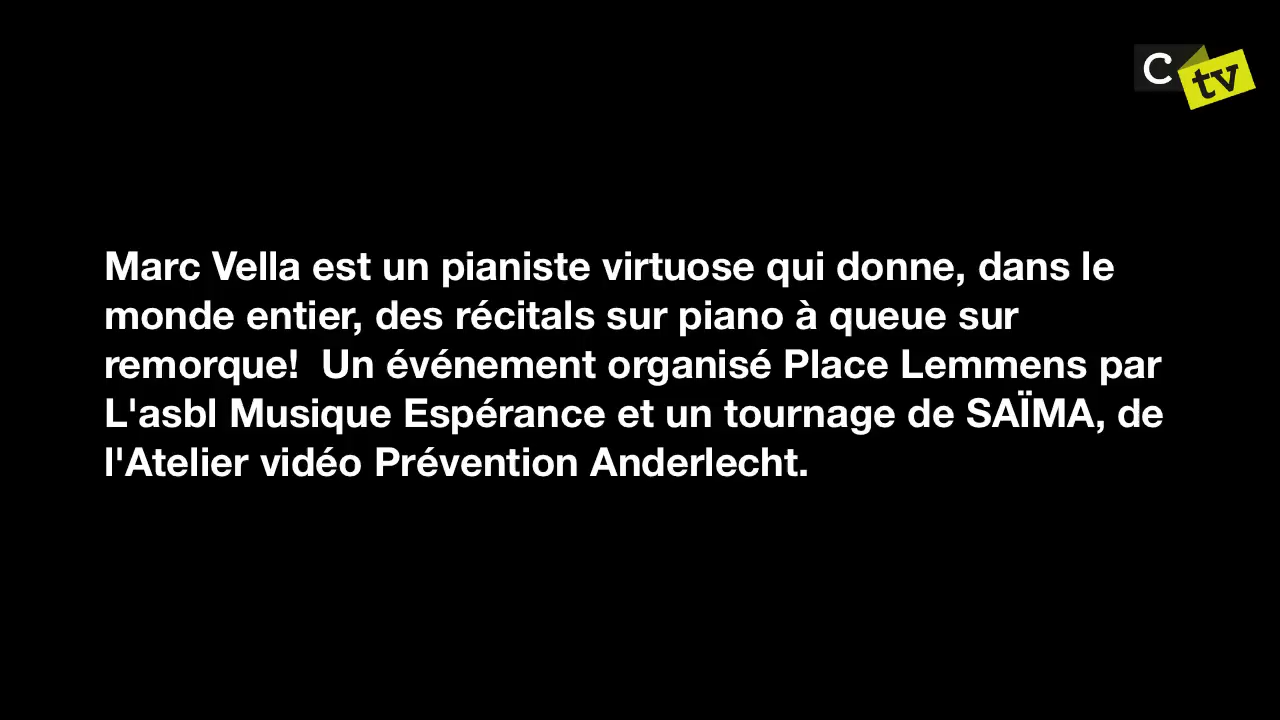 C tv
Marc Vella est un pianiste virtuose qui donne, dans le
monde entier, des récitals sur piano à queue sur
remorque!  Un événement organisé Place Lemmens par
L'asbl Musique Espérance et un tournage de SAÏMA, de
l'Atelier vidéo Prévention Anderlecht.